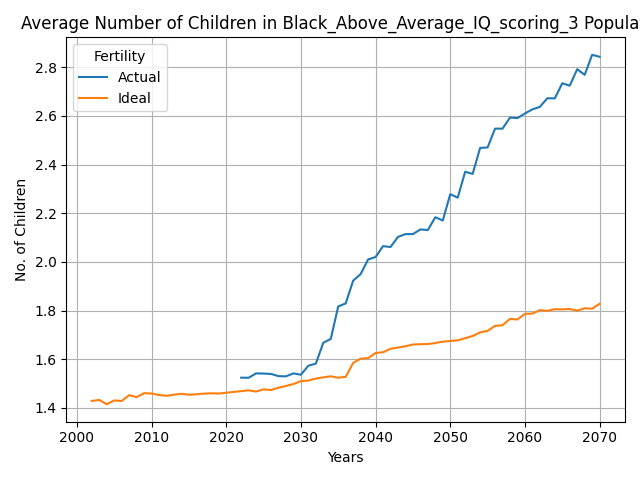 Average Number of Children in Black_Above_Average_IQ_scoring_3 Popula
Fertility
Actual
Ideal
No. of Children
2.8
2.6
2.4
2.2
2.0
1.8
1.6
1.4
2000 2010 2020 2030 2040 2050 2060 2070
Years